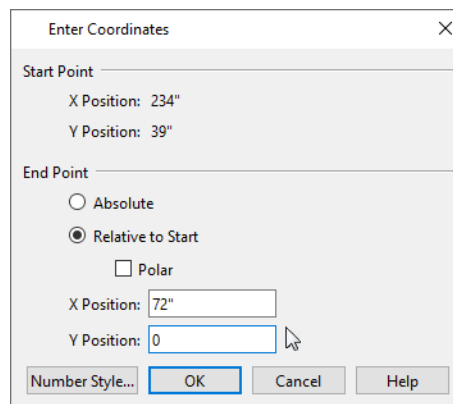 Enter Coordinates
Start Point
X Position: 234"
Y Position: 39"
End Point
Absolute
Relative to Start
Polar
X Position: 72"
Y Position: 0
Number Style... OK Cancel Help